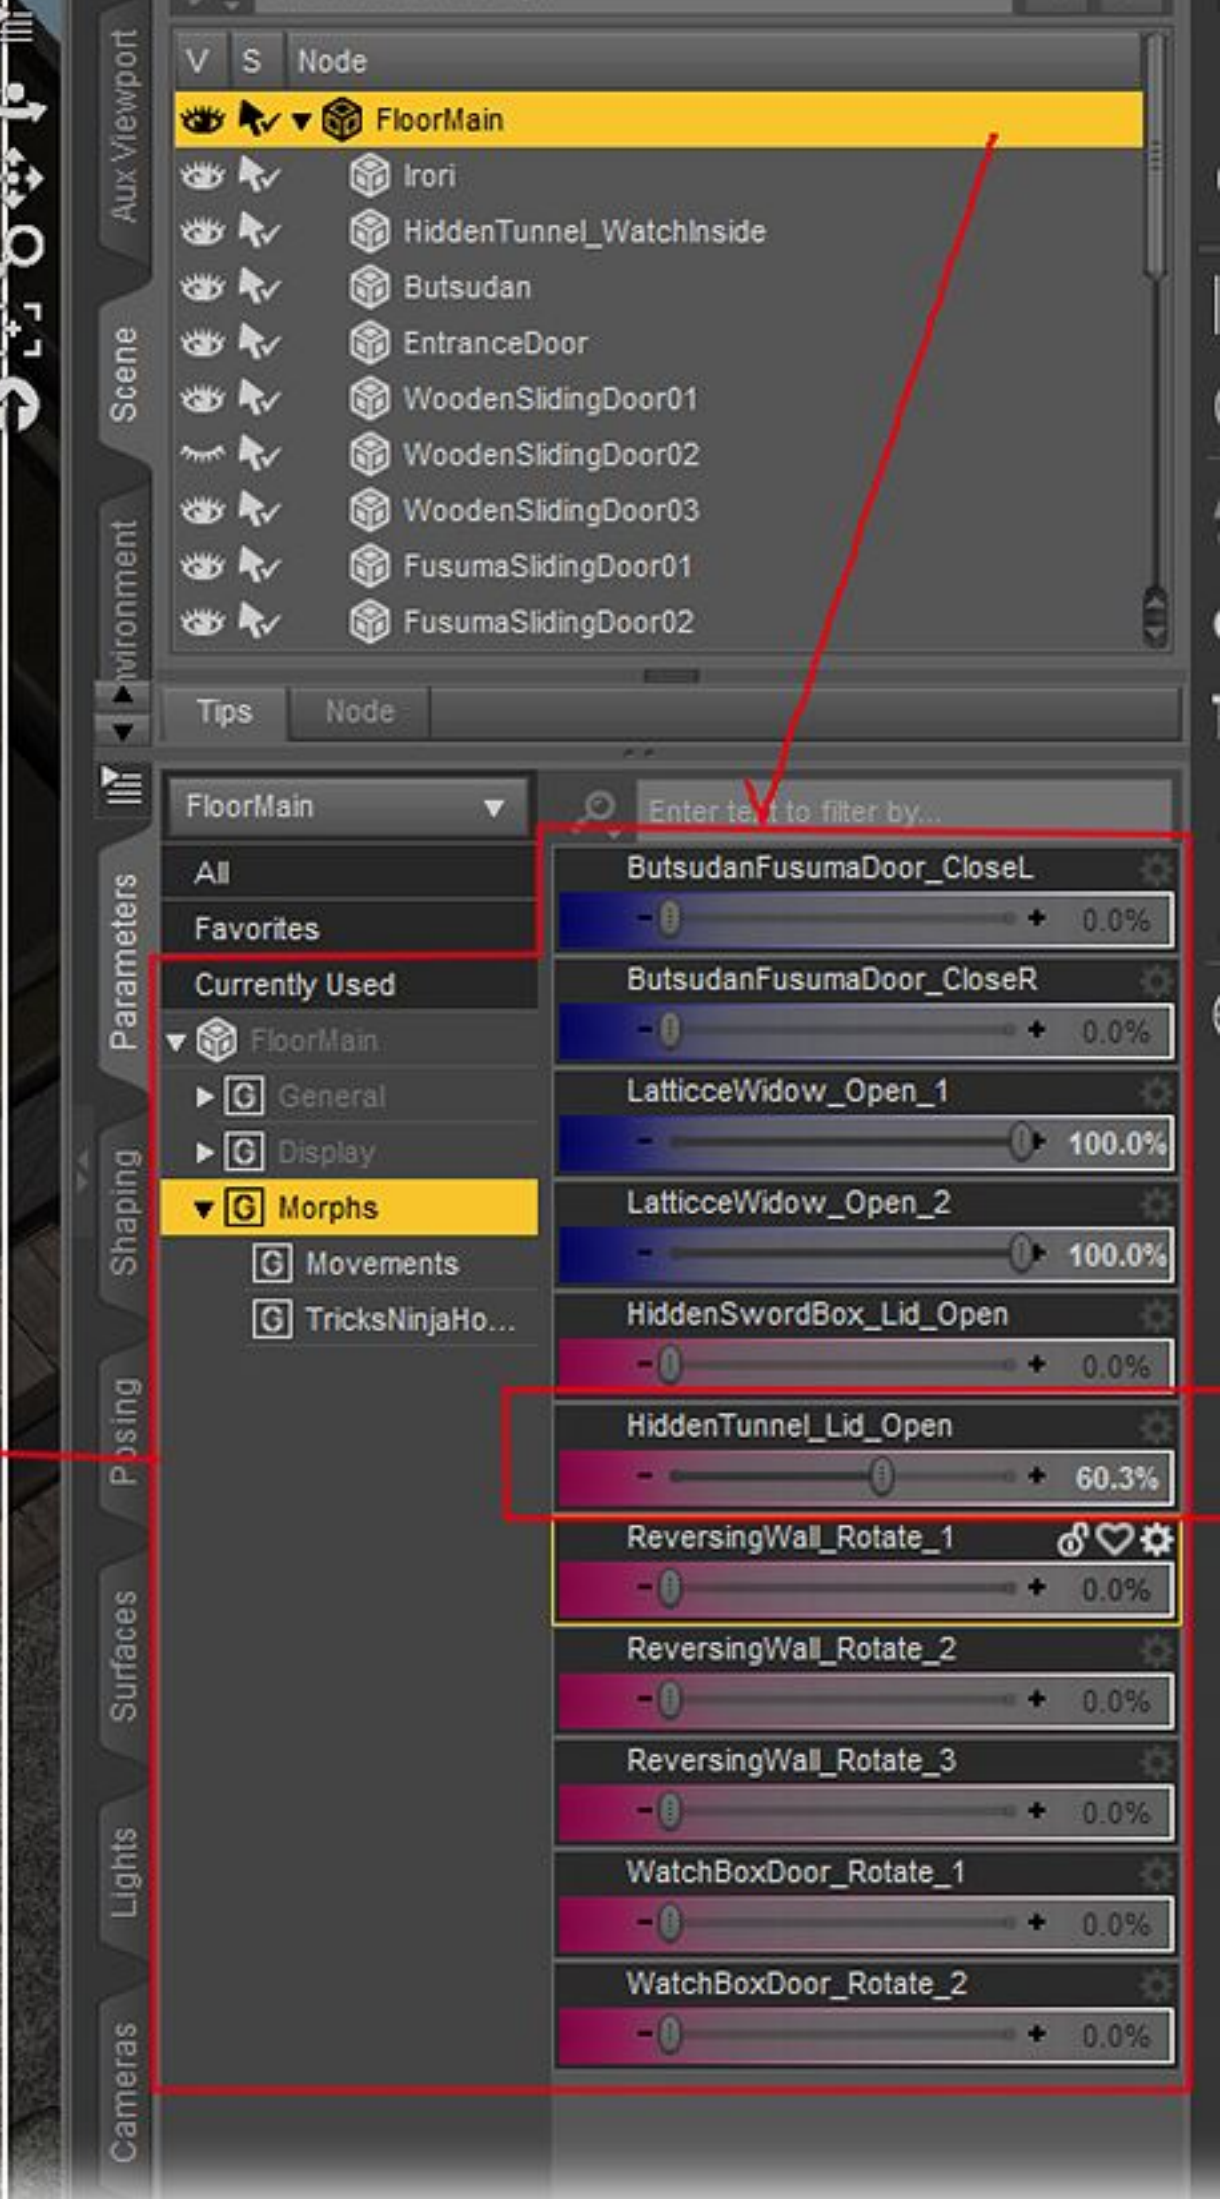 Aux Viewport
Scene
V S Node
FloorMain
Irori
HiddenTunnel_WatchInside
Butsudan
EntranceDoor
WoodenSlidingDoor01
WoodenSlidingDoor02
WoodenSlidingDoor03
FusumaSlidingDoor01
FusumaSlidingDoor02
nvironment
Tips Node
Parameters
Shaping
Posing
Surfaces
Lights
Cameras
FloorMain
All
Favorites
Currently Used
FloorMain
G General
G Display
G Morphs
G Movements
G TricksNinjaHo...
Enter text to filter by...
ButsudanFusumaDoor_CloseL
- + 0.0%
ButsudanFusumaDoor_CloseR
- + 0.0%
LatticceWidow_Open_1
- + 100.0%
LatticceWidow_Open_2
- + 100.0%
HiddenSwordBox_Lid_Open
- + 0.0%
HiddenTunnel_Lid_Open
- + 60.3%
ReversingWall_Rotate_1
- + 0.0%
ReversingWall_Rotate_2
- + 0.0%
ReversingWall_Rotate_3
- + 0.0%
WatchBoxDoor_Rotate_1
- + 0.0%
WatchBoxDoor_Rotate_2
- + 0.0%